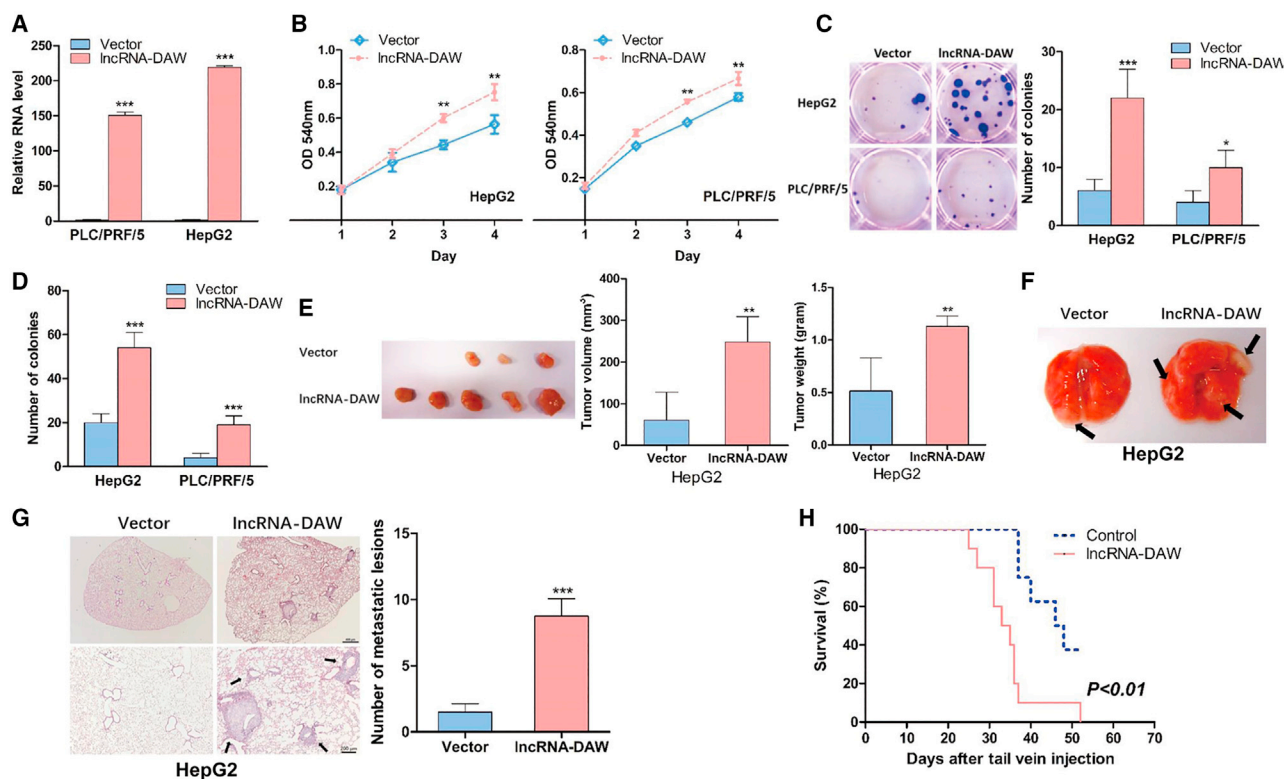 A
Vector
lncRNA-DAW
Relative RNA level
250
200
150
100
50
0
***
***
PLC/PRF/5
HepG2
B
Vector
lncRNA-DAW
OD 540nm
1.0
0.8
0.6
0.4
0.2
0.0
**
**
HepG2
1 2 3 4
Day
Vector
lncRNA-DAW
OD 540nm
0.8
0.6
0.4
0.2
0.0
**
**
PLC/PRF/5
1 2 3 4
Day
C
Vector lncRNA-DAW
HepG2
PLC/PRF/5
Vector
lncRNA-DAW
Number of colonies
30
20
10
0
***
*
HepG2 PLC/PRF/5
D
Vector
lncRNA-DAW
Number of colonies
80
60
40
20
0
***
***
HepG2 PLC/PRF/5
E
Vector
lncRNA-DAW
Tumor volume (mm³)
400
300
200
100
0
**
Vector lncRNA-DAW
HepG2
Tumor weight (gram)
1.5
1.0
0.5
0.0
**
Vector lncRNA-DAW
HepG2
F
Vector lncRNA-DAW
HepG2
G
Vector lncRNA-DAW
200 μm
HepG2
Number of metastatic lesions
15
10
5
0
***
Vector lncRNA-DAW
H
Control
lncRNA-DAW
Survival (%)
100
80
60
40
20
0
P<0.01
0 10 20 30 40 50 60 70
Days after tail vein injection